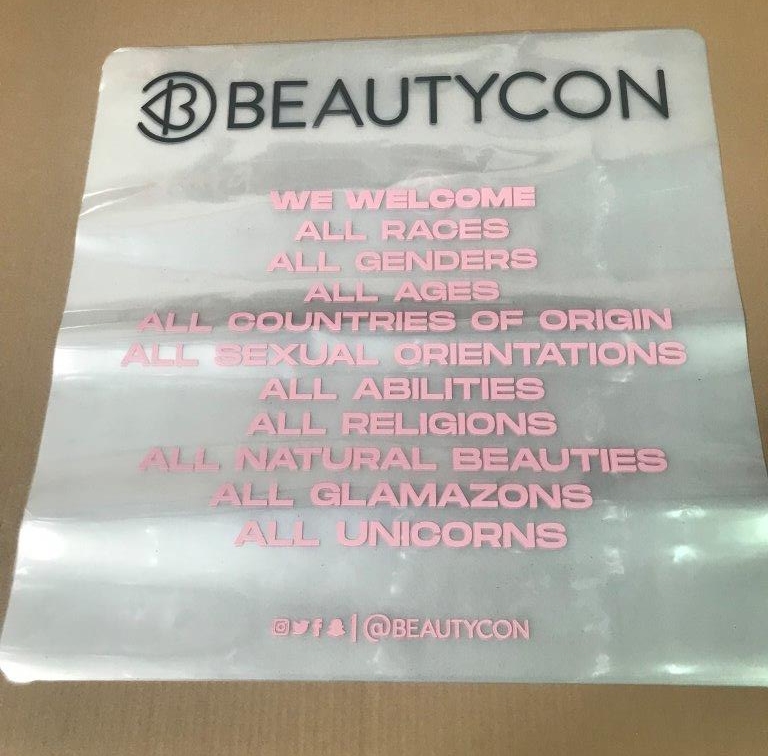 BEAUTYCON
WE WELCOME
ALL RACES
ALL GENDERS
ALL AGES
ALL COUNTRIES OF ORIGIN
ALL SEXUAL ORIENTATIONS
ALL ABILITIES
ALL RELIGIONS
ALL NATURAL BEAUTIES
ALL GLAMAZONS
ALL UNICORNS
| @BEAUTYCON